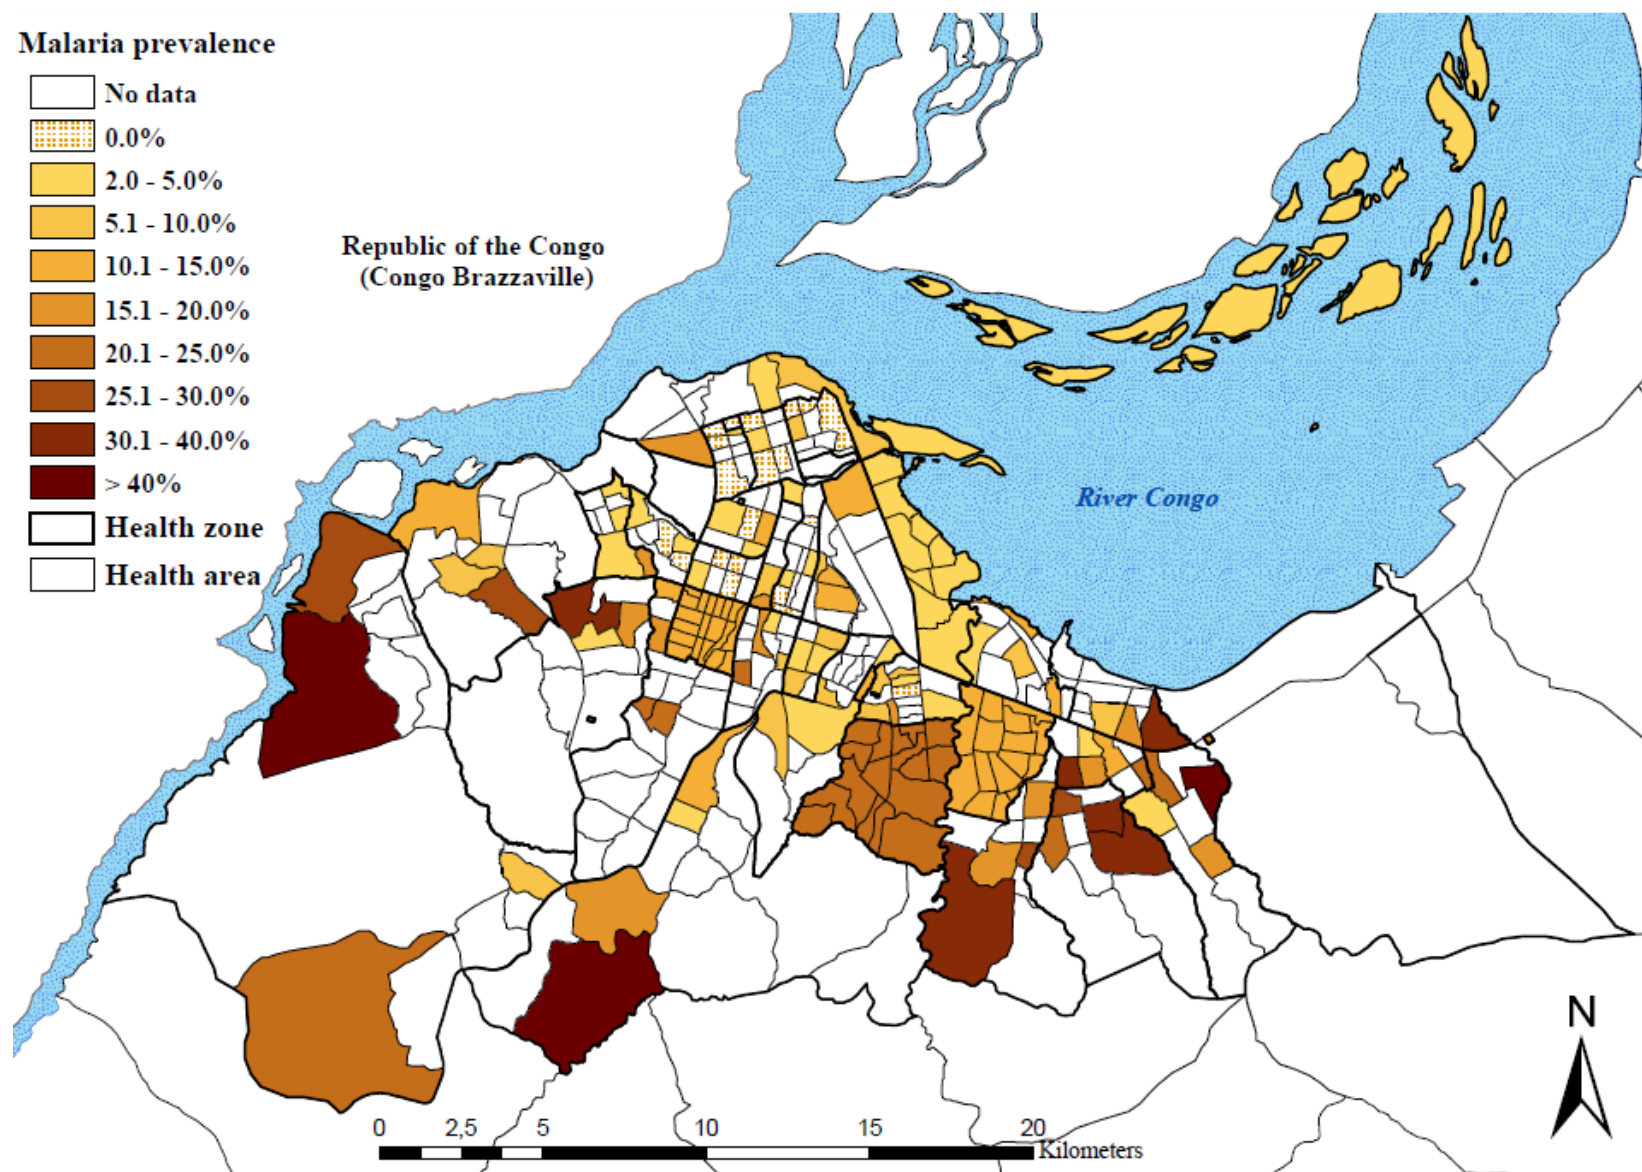 Malaria prevalence
No data
0.0%
2.0 - 5.0%
5.1 - 10.0%
10.1 - 15.0%
15.1 - 20.0%
20.1 - 25.0%
25.1 - 30.0%
30.1 - 40.0%
> 40%
Health zone
Health area
Republic of the Congo
(Congo Brazzaville)
River Congo
N
0 2,5 5 10 15 20
Kilometers